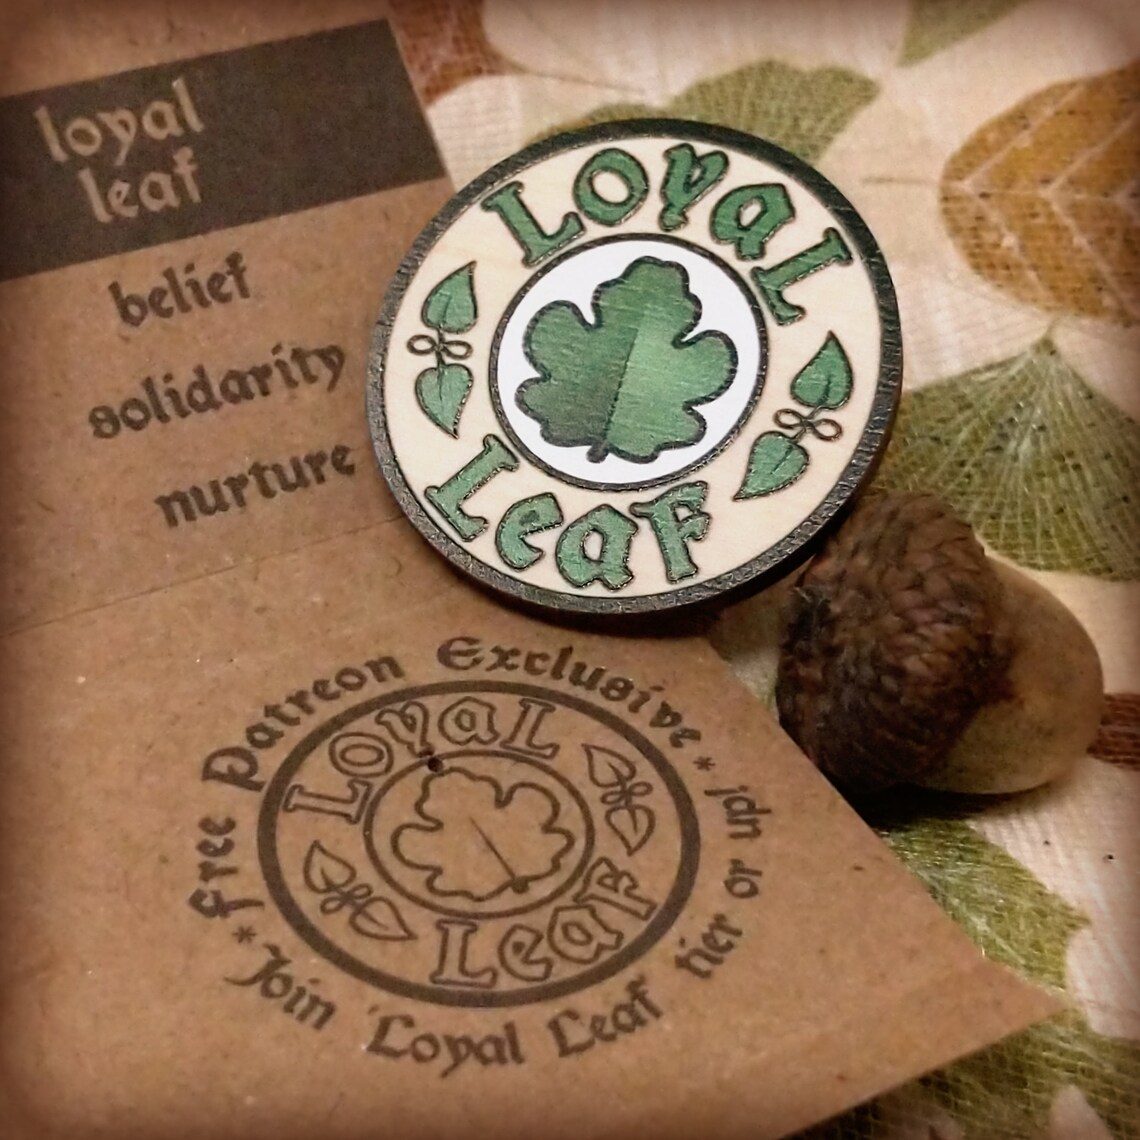 loyal
leaf
belief
solidarity
nurture
LOYAL
LEAF
Free Patreon Exclusive
LOYAL
LEAF
* Join 'Loyal Leaf' tier or up! *